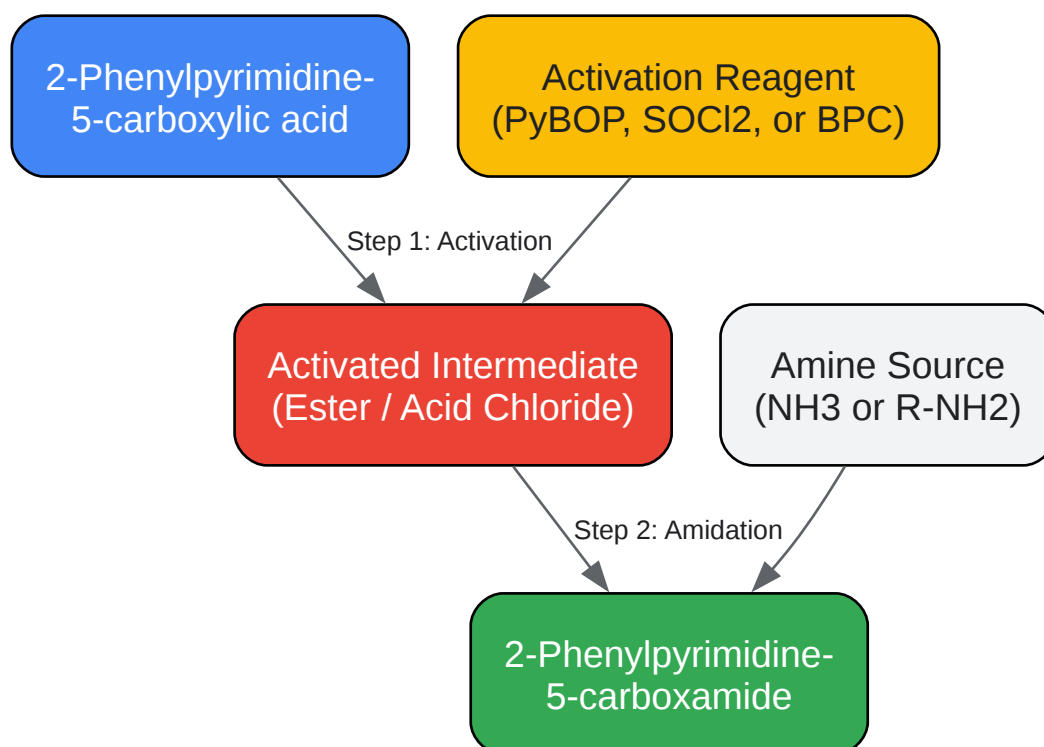 2-Phenylpyrimidine-
5-carboxylic acid
Activation Reagent
(PyBOP, SOCl2, or BPC)
Step 1: Activation
Activated Intermediate
(Ester / Acid Chloride)
Amine Source
(NH3 or R-NH2)
Step 2: Amidation
2-Phenylpyrimidine-
5-carboxamide